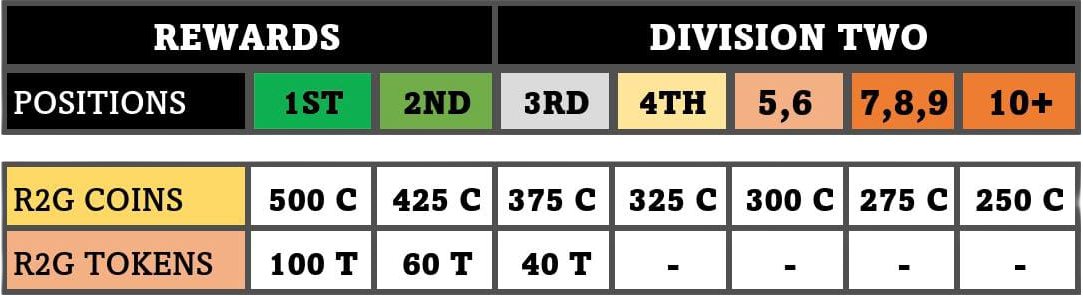 REWARDS DIVISION TWO
POSITIONS 1ST 2ND 3RD 4TH 5,6 7,8,9 10+
R2G COINS 500 C 425 C 375 C 325 C 300 C 275 C 250 C
R2G TOKENS 100 T 60 T 40 T - - - -